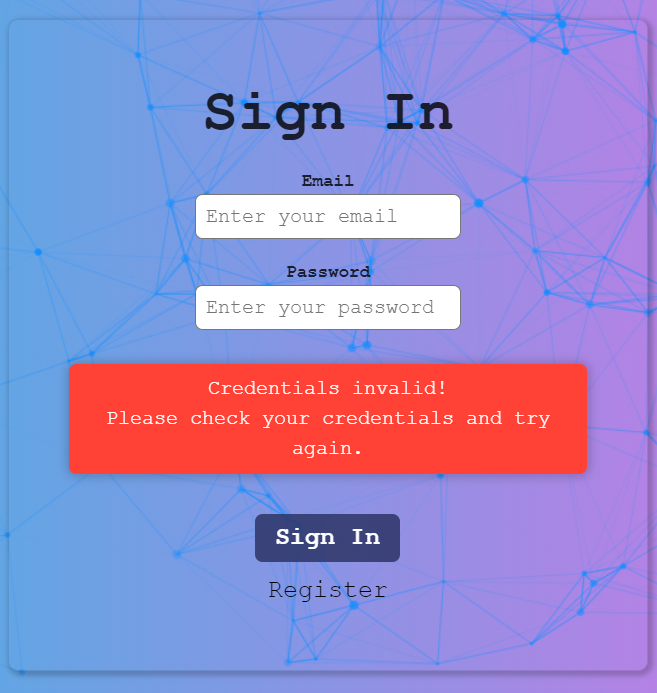 Sign In
Email
Enter your email
Password
Enter your password
Credentials invalid!
Please check your credentials and try
again.
Sign In
Register